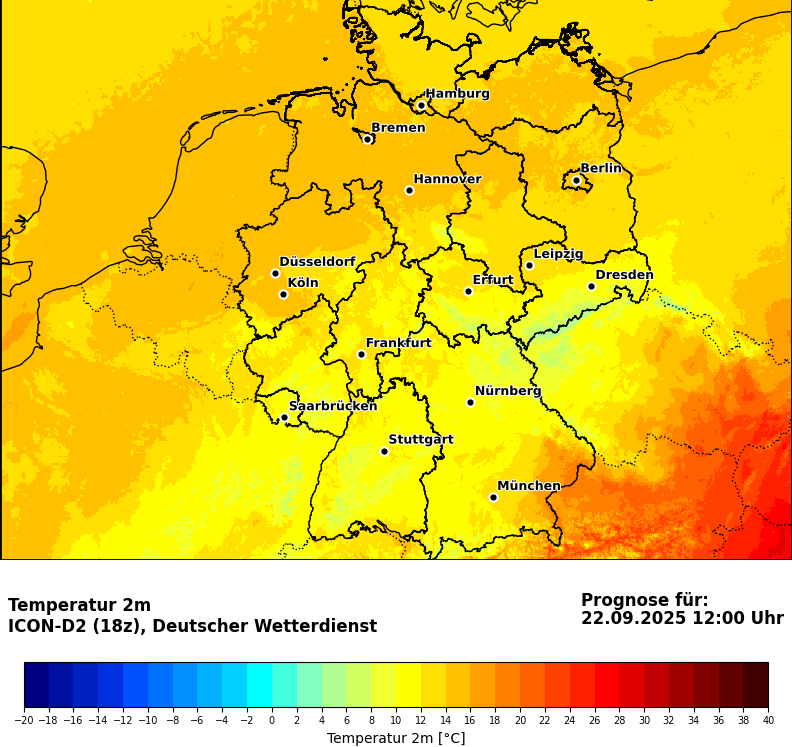 Hamburg
Bremen
Berlin
Hannover
Leipzig
Düsseldorf
Dresden
Köln
Erfurt
Frankfurt
Nürnberg
Saarbrücken
Stuttgart
München
Temperatur 2m
ICON-D2 (18z), Deutscher Wetterdienst
Prognose für:
22.09.2025 12:00 Uhr
−20 −18 −16 −14 −12 −10 −8 −6 −4 −2 0 2 4 6 8 10 12 14 16 18 20 22 24 26 28 30 32 34 36 38 40
Temperatur 2m [°C]